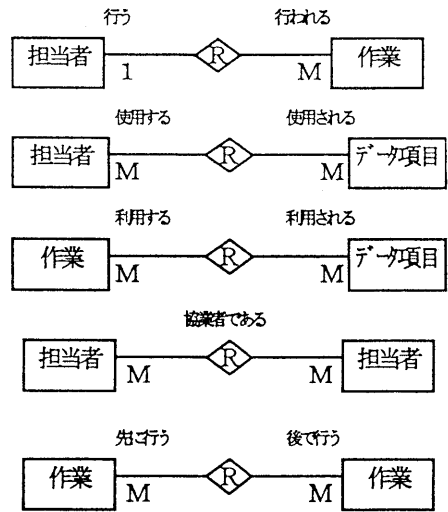 行う 行われる
担当者 1 R M 作業
使用する 使用される
担当者 M R M データ項目
利用する 利用される
作業 M R M データ項目
協業者である
担当者 M R M 担当者
先に行う 後で行う
作業 M R M 作業